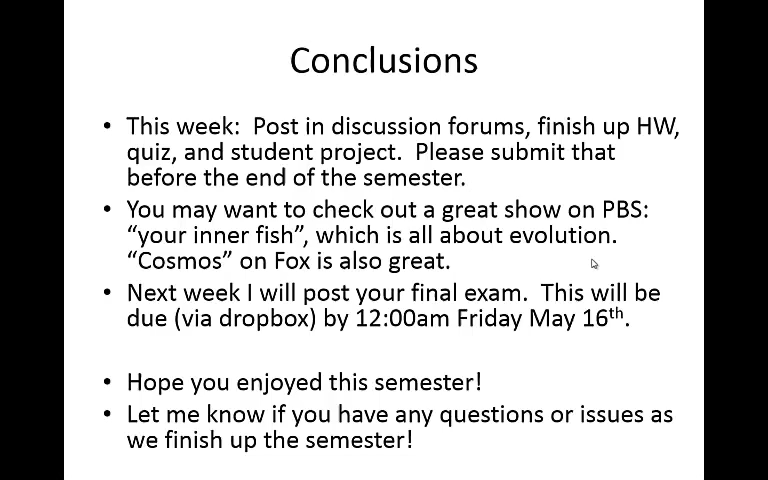 Conclusions
• This week:  Post in discussion forums, finish up HW,
quiz, and student project.  Please submit that
before the end of the semester.
• You may want to check out a great show on PBS:
“your inner fish”, which is all about evolution.
“Cosmos” on Fox is also great.
• Next week I will post your final exam.  This will be
due (via dropbox) by 12:00am Friday May 16th.
• Hope you enjoyed this semester!
• Let me know if you have any questions or issues as
we finish up the semester!